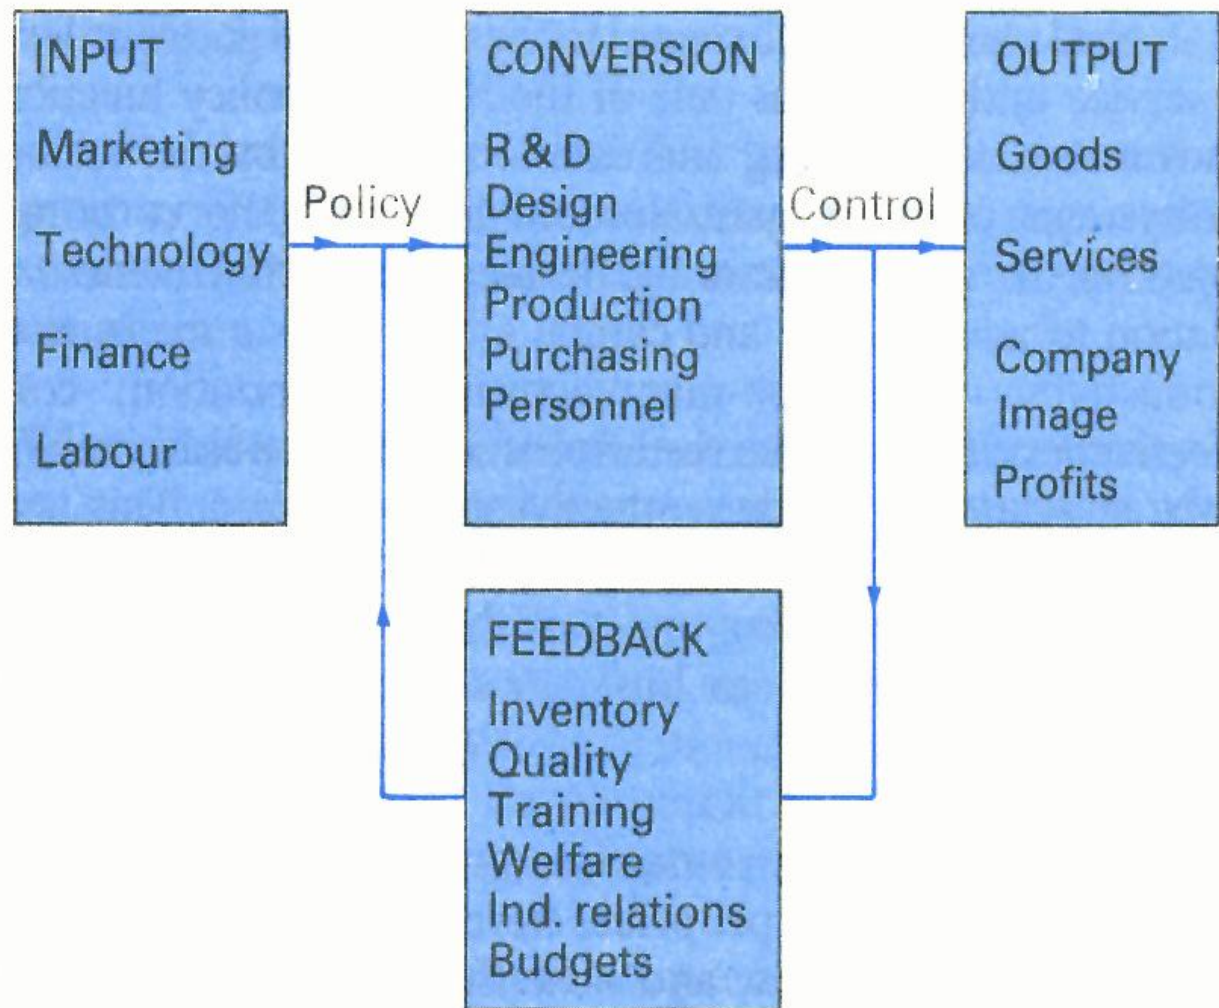 INPUT
Marketing
Technology
Finance
Labour
Policy
CONVERSION
R & D
Design
Engineering
Production
Purchasing
Personnel
Control
OUTPUT
Goods
Services
Company
Image
Profits
FEEDBACK
Inventory
Quality
Training
Welfare
Ind. relations
Budgets